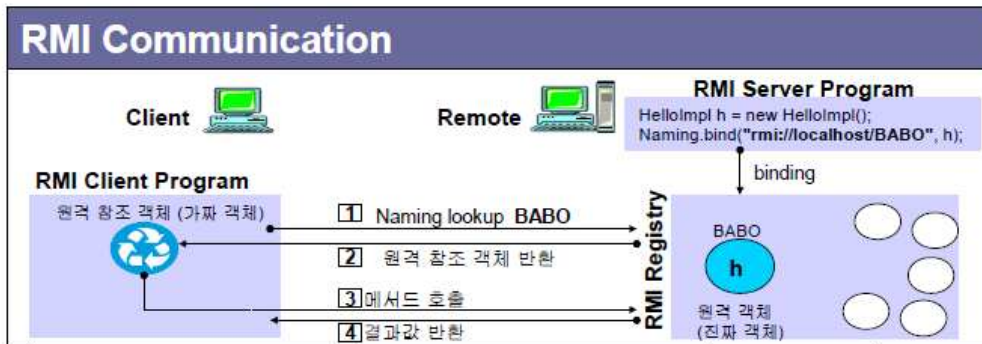 RMI Communication
Client
Remote
RMI Server Program
HelloImpl h = new HelloImpl();
Naming.bind("rmi://localhost/BABO", h);
binding
RMI Client Program
원격 참조 객체 (가짜 객체)
1 Naming lookup BABO
2 원격 참조 객체 반환
3 메서드 호출
4 결과값 반환
RMI Registry
BABO
h
원격 객체
(진짜 객체)